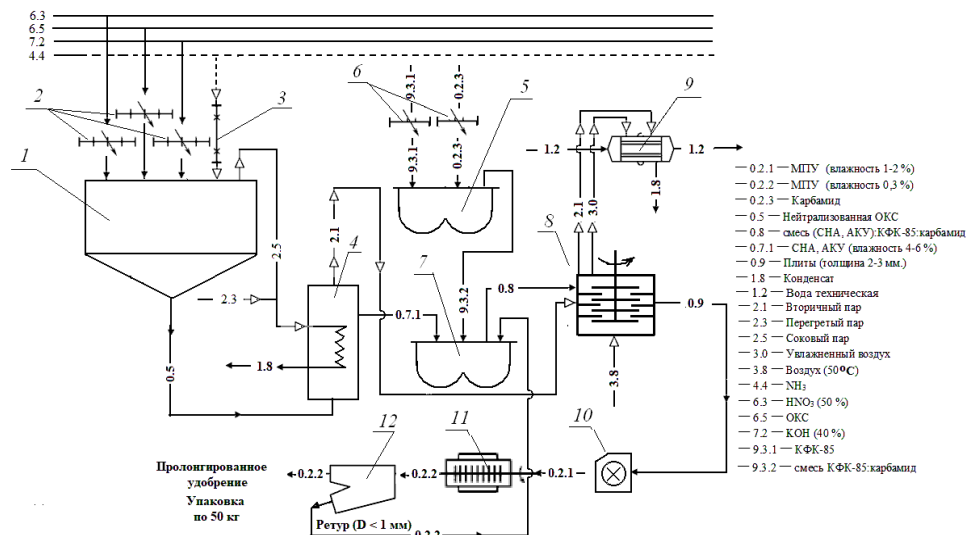 6.3
6.5
7.2
4.4
1
2
3
9.3.1
0.2.3
6
5
9
9.3.1
0.2.3
1.2
1.2
1.8
2.1
3.0
8
2.5
2.1
4
2.3
9.3.2
7
0.8
0.9
0.7.1
1.8
0.5
3.8
12
11
10
Пролонгированное
удобрение
Упаковка
по 50 кг
0.2.2
0.2.2
0.2.1
Ретур (D < 1 мм)
0.2.2
— 0.2.1 — МПУ (влажность 1-2 %)
— 0.2.2 — МПУ (влажность 0,3 %)
— 0.2.3 — Карбамид
— 0.5 — Нейтрализованная ОКС
— 0.8 — смесь (СНА, АКУ):КФК-85:карбамид
— 0.7.1 — СНА, АКУ (влажность 4-6 %)
— 0.9 — Плиты (толщина 2-3 мм.)
— 1.8 — Конденсат
— 1.2 — Вода техническая
— 2.1 — Вторичный пар
— 2.3 — Перегретый пар
— 2.5 — Соковый пар
— 3.0 — Увлажненный воздух
— 3.8 — Воздух (50°С)
— 4.4 — NH₃
— 6.3 — HNO₃ (50 %)
— 6.5 — ОКС
— 7.2 — KOH (40 %)
— 9.3.1 — КФК-85
— 9.3.2 — смесь КФК-85:карбамид